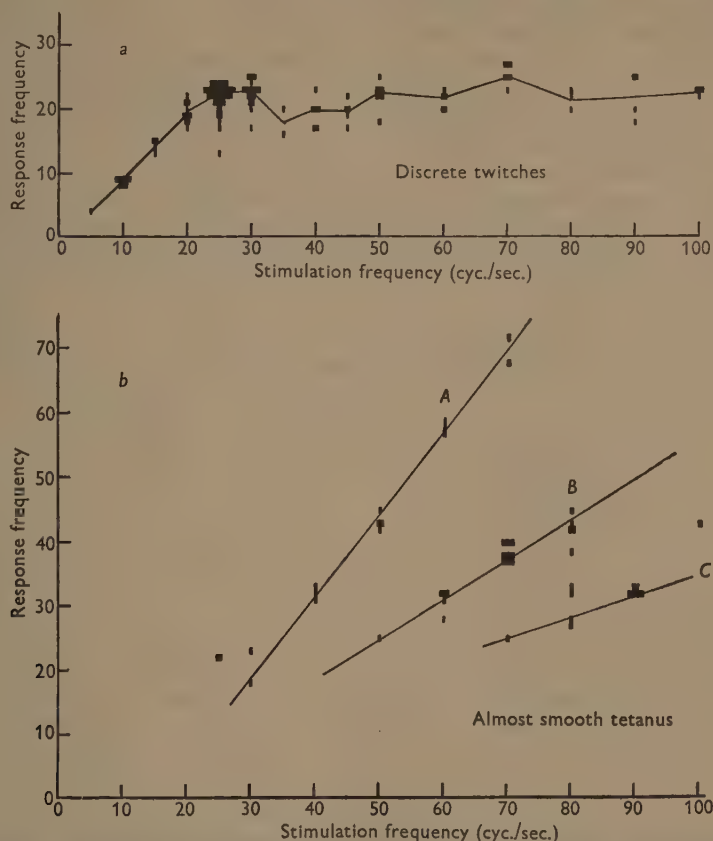 a
Response frequency
30
20
10
0
Discrete twitches
0 10 20 30 40 50 60 70 80 90 100
Stimulation frequency (cyc./sec.)
b
Response frequency
70
60
50
40
30
20
10
0
A
B
C
Almost smooth tetanus
0 10 20 30 40 50 60 70 80 90 100
Stimulation frequency (cyc./sec.)